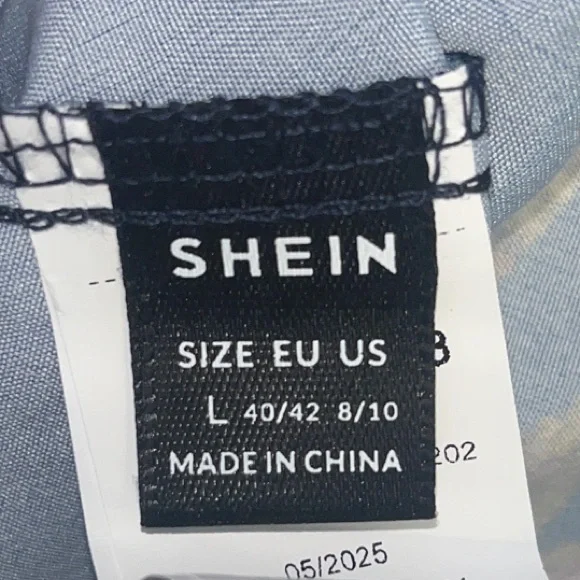 SHEIN
SIZE EU US
L 40/42 8/10
MADE IN CHINA
202
05/2025